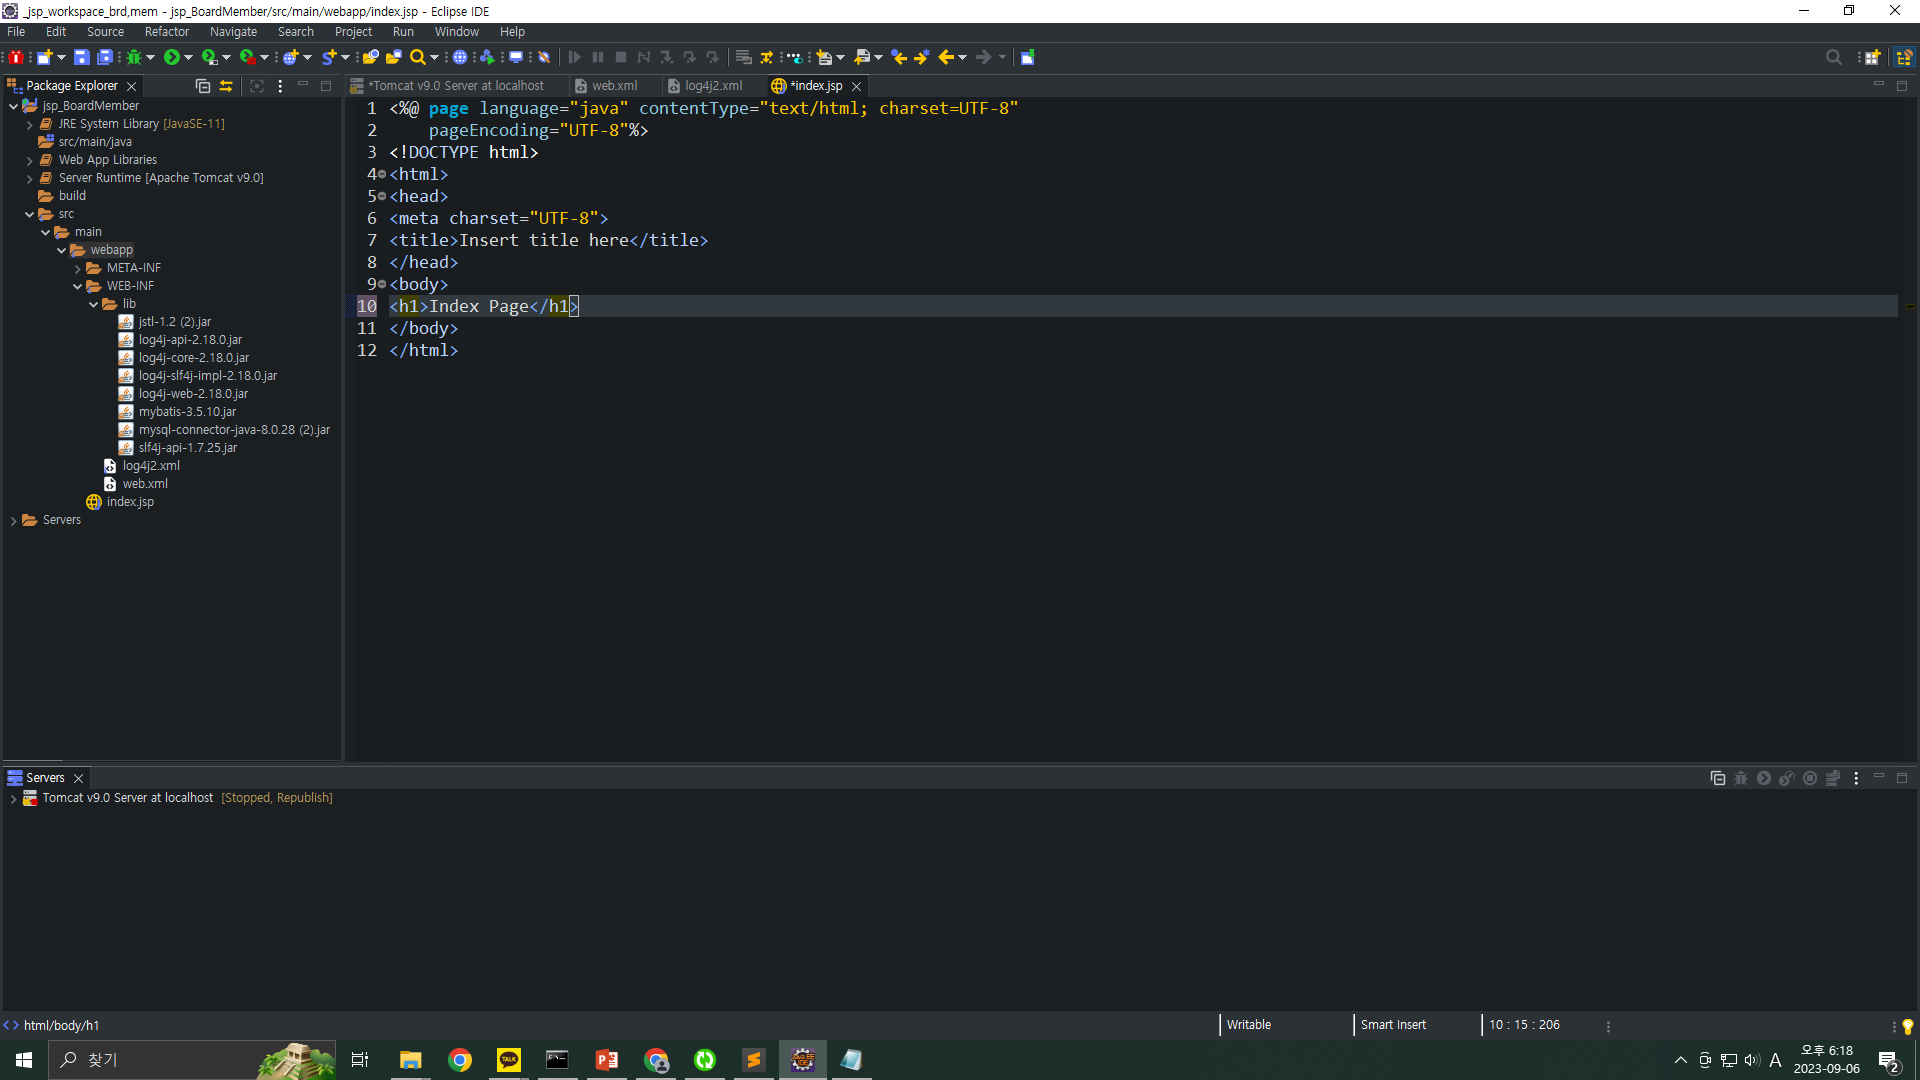 _jsp_workspace_brd,mem - jsp_BoardMember/src/main/webapp/index.jsp - Eclipse IDE
File Edit Source Refactor Navigate Search Project Run Window Help
Package Explorer
*Tomcat v9.0 Server at localhost
web.xml
log4j2.xml
*index.jsp
jsp_BoardMember
JRE System Library [JavaSE-11]
src/main/java
Web App Libraries
Server Runtime [Apache Tomcat v9.0]
build
src
main
webapp
META-INF
WEB-INF
lib
jstl-1.2 (2).jar
log4j-api-2.18.0.jar
log4j-core-2.18.0.jar
log4j-slf4j-impl-2.18.0.jar
log4j-web-2.18.0.jar
mybatis-3.5.10.jar
mysql-connector-java-8.0.28 (2).jar
slf4j-api-1.7.25.jar
log4j2.xml
web.xml
index.jsp
Servers
1 <%@ page language="java" contentType="text/html; charset=UTF-8"
2     pageEncoding="UTF-8"%>
3 <!DOCTYPE html>
4 <html>
5 <head>
6 <meta charset="UTF-8">
7 <title>Insert title here</title>
8 </head>
9 <body>
10 <h1>Index Page</h1>
11 </body>
12 </html>
Servers
Tomcat v9.0 Server at localhost [Stopped, Republish]
html/body/h1
Writable
Smart Insert
10 : 15 : 206
찾기
TALK
A
오후 6:18
2023-09-06
2